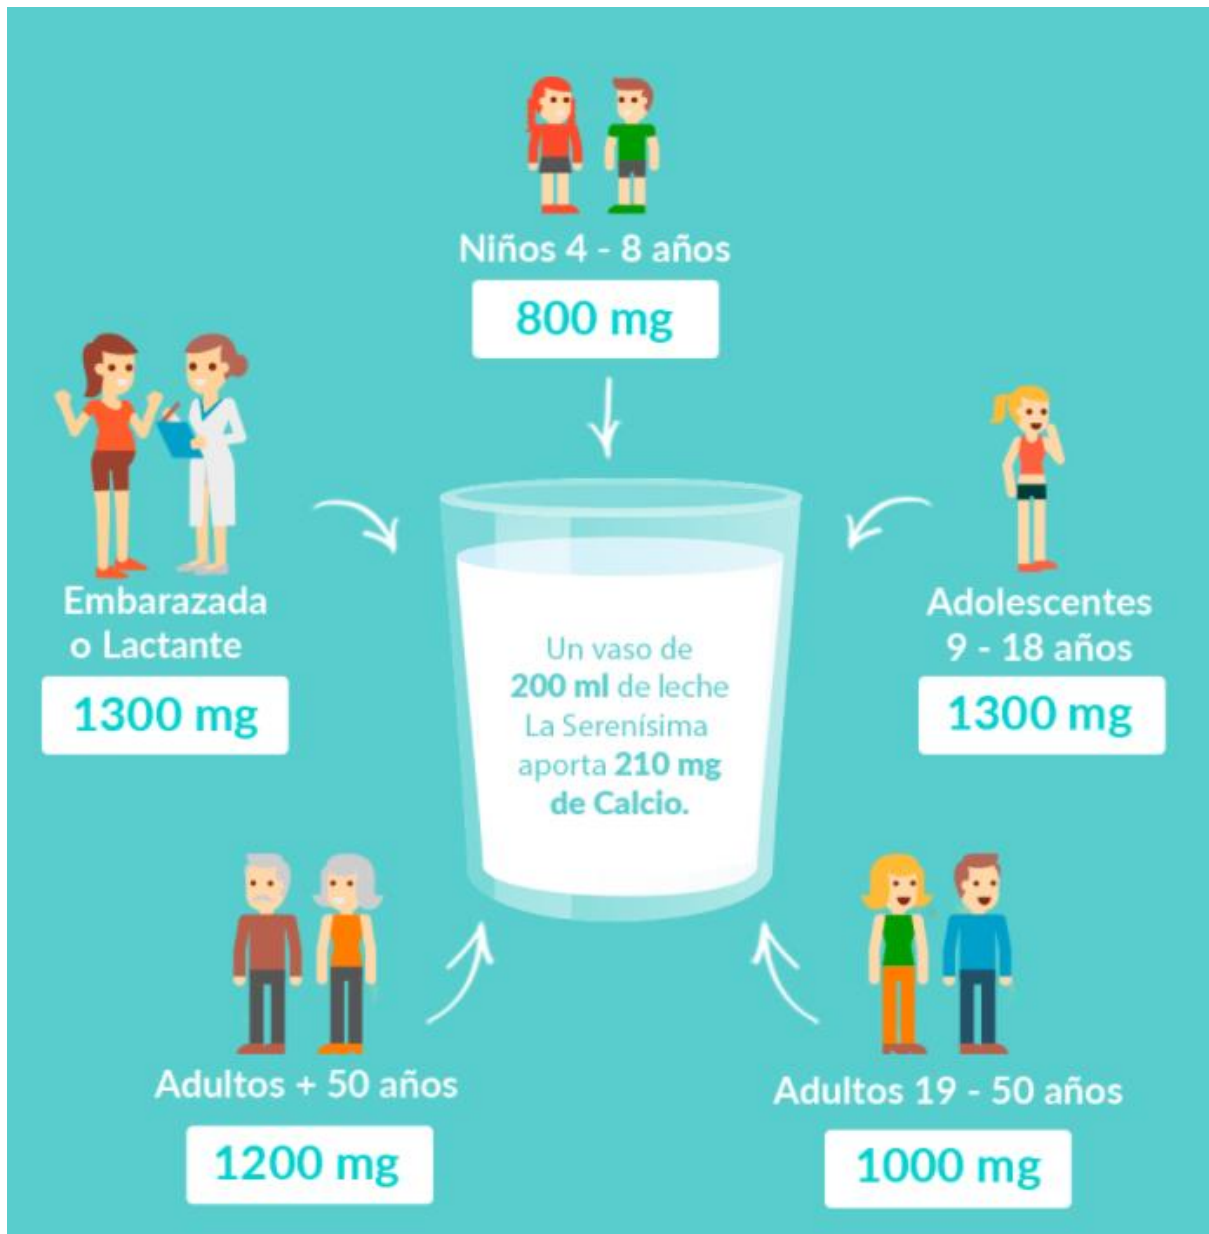 Niños 4 - 8 años
800 mg
Embarazada
o Lactante
1300 mg
Adolescentes
9 - 18 años
1300 mg
Un vaso de
200 ml de leche
La Serenísima
aporta 210 mg
de Calcio.
Adultos + 50 años
1200 mg
Adultos 19 - 50 años
1000 mg